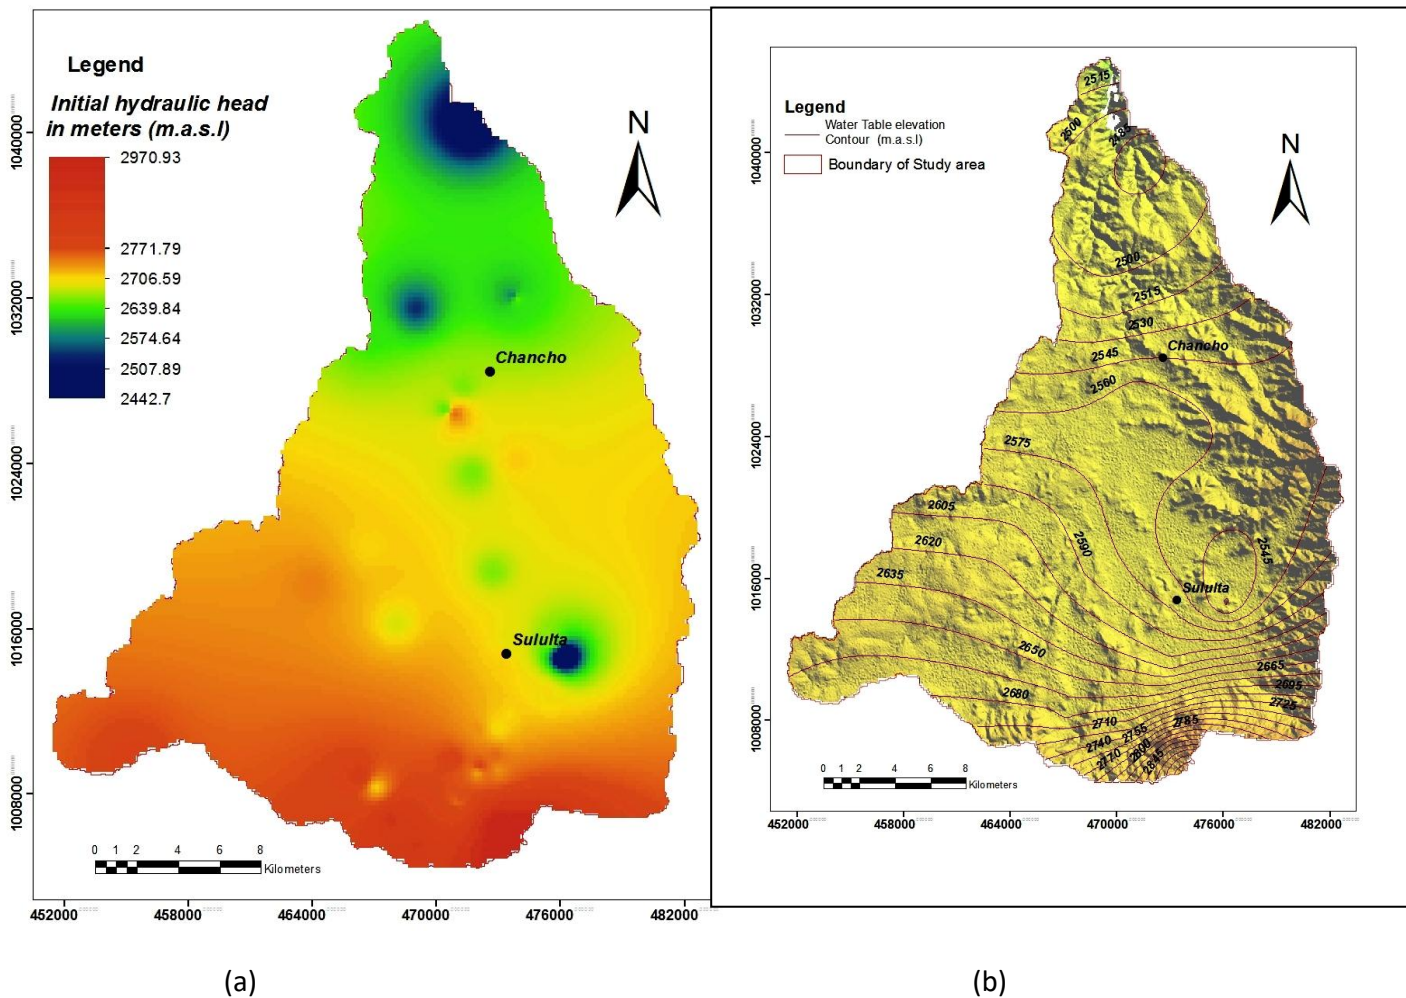 Legend
Initial hydraulic head
in meters (m.a.s.l)
2970.93
2771.79
2706.59
2639.84
2574.64
2507.89
2442.7
N
Chancho
Sululta
1040000
1032000
1024000
1016000
1008000
0 1 2 4 6 8
Kilometers
452000 458000 464000 470000 476000 482000
(a)
Legend
Water Table elevation
Contour (m.a.s.l)
Boundary of Study area
N
2515
2500
2485
2500
2515
2530
Chancho
2545
2560
2575
2605
2590
2545
2620
2635
Sululta
2650
2665
2680
2695
2725
2710
2785
2755
2740
2800
2770
2845
1040000
1032000
1024000
1016000
1008000
0 1 2 4 6 8
Kilometers
452000 458000 464000 470000 476000 482000
(b)